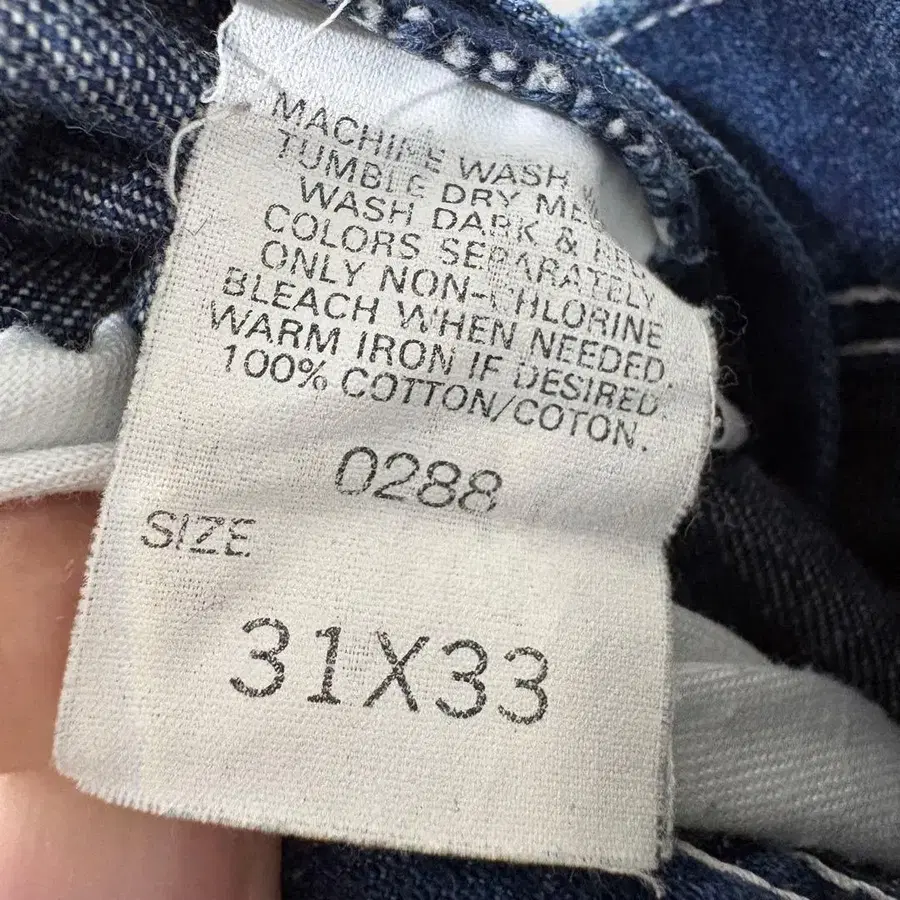 MACHINE WASH
TUMBLE DRY
WASH DARK & RED
COLORS SEPARATELY
ONLY NON-CHLORINE
BLEACH WHEN NEEDED.
WARM IRON IF DESIRED.
100% COTTON/COTON.
0288
SIZE
31X33